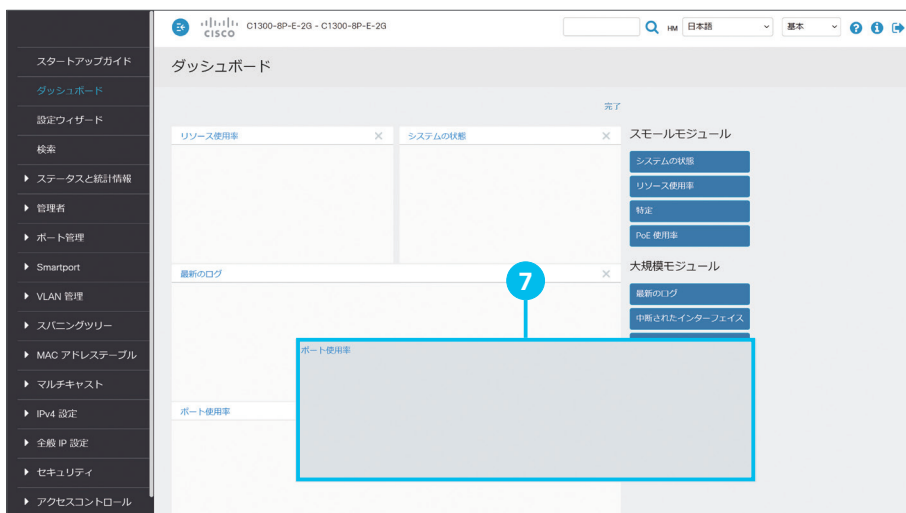 CISCO
C1300-8P-E-2G - C1300-8P-E-2G
HM
日本語
基本
スタートアップガイド
ダッシュボード
設定ウィザード
検索
ステータスと統計情報
管理者
ポート管理
Smartport
VLAN 管理
スパニングツリー
MAC アドレステーブル
マルチキャスト
IPv4 設定
全般 IP 設定
セキュリティ
アクセスコントロール
ダッシュボード
完了
リソース使用率
システムの状態
最新のログ
7
ポート使用率
ポート使用率
スモールモジュール
システムの状態
リソース使用率
特定
PoE 使用率
大規模モジュール
最新のログ
中断されたインターフェイス